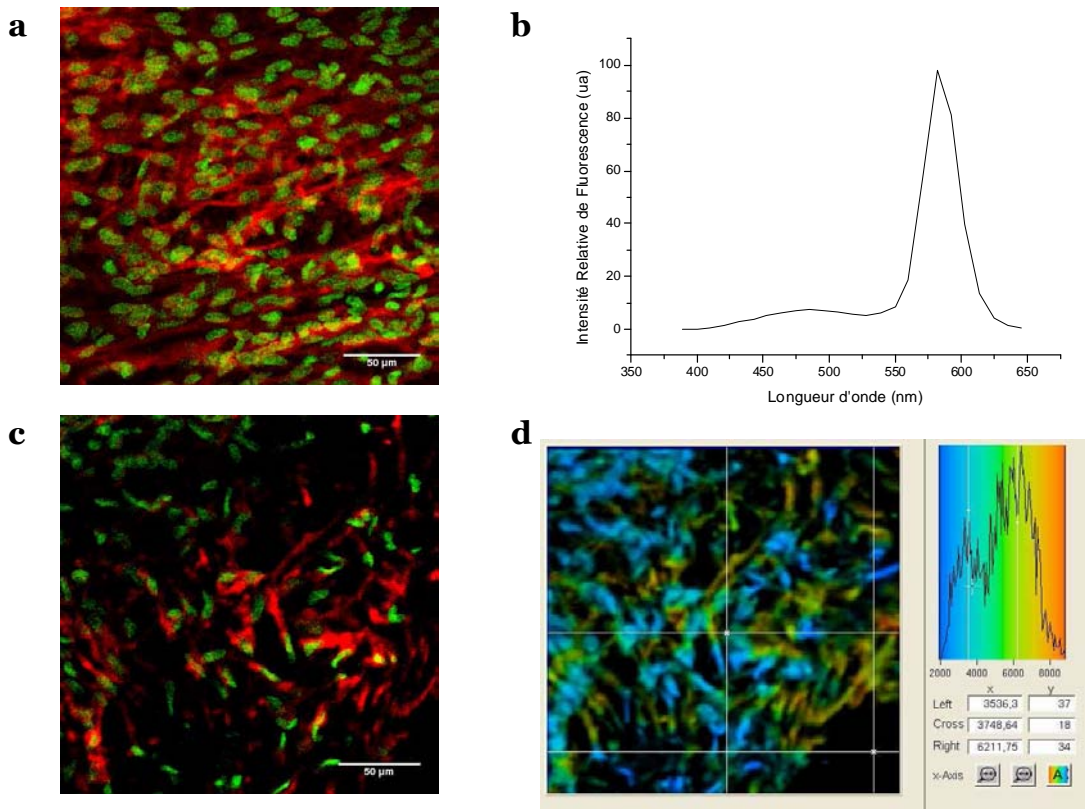 a
50 µm
b
Intensité Relative de Fluorescence (ua)
100
80
60
40
20
0
350 400 450 500 550 600 650
Longueur d'onde (nm)
c
50 µm
d
2000 4000 6000 8000
x y
Left 3536,3 37
Cross 3748,64 18
Right 6211,75 34
x-Axis A